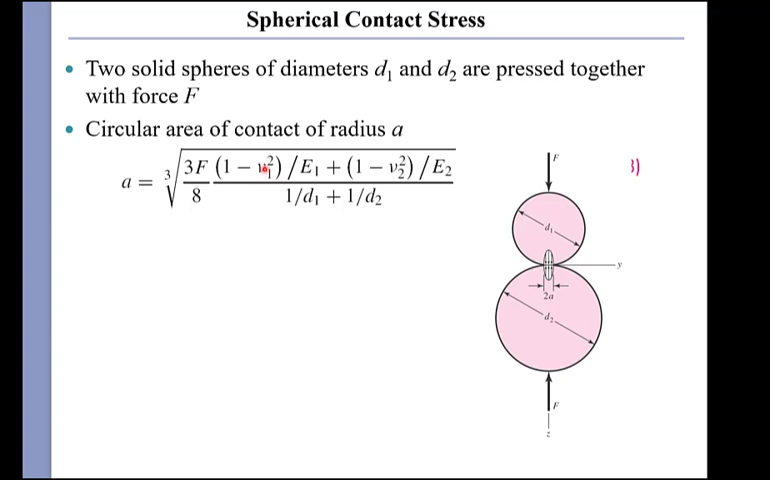 Spherical Contact Stress
• Two solid spheres of diameters d₁ and d₂ are pressed together
with force F
• Circular area of contact of radius a
a = ∛(3F/8 · ((1 − ν₁²)/E₁ + (1 − ν₂²)/E₂)/(1/d₁ + 1/d₂))
F
d₁
y
2a
d₂
F
z